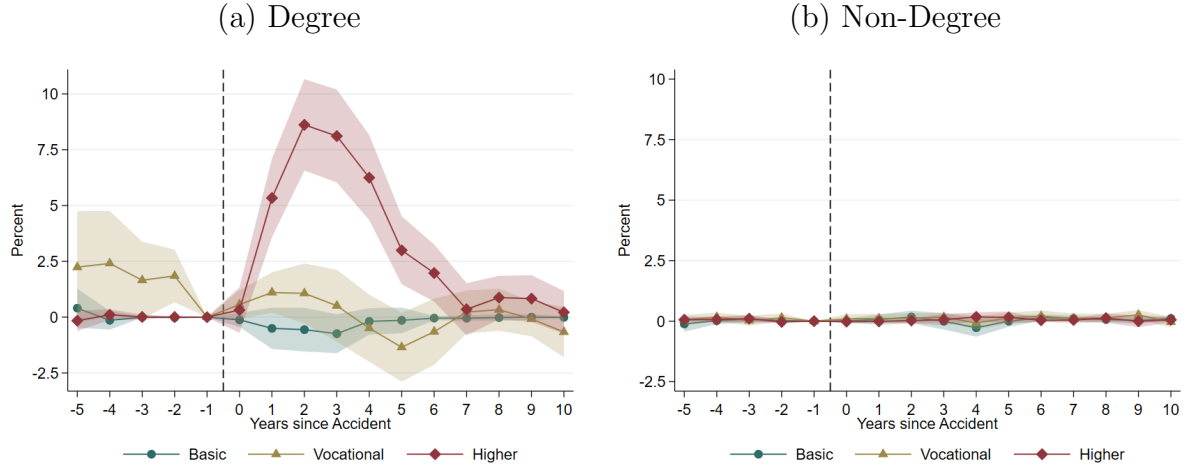 (a) Degree
10
7.5
5
2.5
0
-2.5
Percent
-5 -4 -3 -2 -1 0 1 2 3 4 5 6 7 8 9 10
Years since Accident
Basic Vocational Higher
(b) Non-Degree
10
7.5
5
2.5
0
-2.5
Percent
-5 -4 -3 -2 -1 0 1 2 3 4 5 6 7 8 9 10
Years since Accident
Basic Vocational Higher